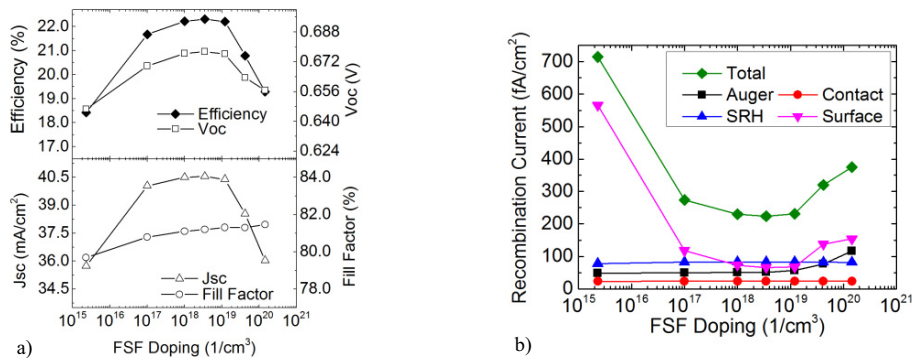 Efficiency (%)
22.0
21.0
20.0
19.0
18.0
17.0
0.688
0.672
0.656
0.640
0.624
Voc (V)
Efficiency
Voc
Jsc (mA/cm²)
40.5
39.0
37.5
36.0
34.5
84.0
82.0
80.0
78.0
Fill Factor (%)
Jsc
Fill Factor
10¹⁵ 10¹⁶ 10¹⁷ 10¹⁸ 10¹⁹ 10²⁰ 10²¹
FSF Doping (1/cm³)
a)
Recombination Current (fA/cm²)
700
600
500
400
300
200
100
0
Total
Auger Contact
SRH Surface
10¹⁵ 10¹⁶ 10¹⁷ 10¹⁸ 10¹⁹ 10²⁰
FSF Doping (1/cm³)
b)